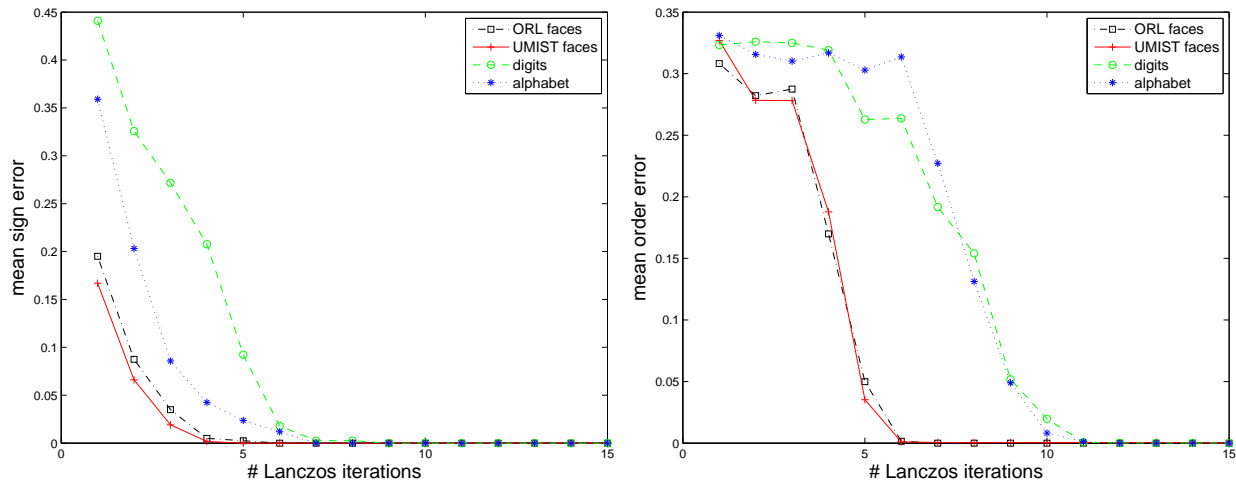 0.45
0.4
0.35
0.3
0.25
0.2
0.15
0.1
0.05
0
mean sign error
0 5 10 15
# Lanczos iterations
ORL faces
UMIST faces
digits
alphabet
0.35
0.3
0.25
0.2
0.15
0.1
0.05
0
mean order error
0 5 10 15
# Lanczos iterations
ORL faces
UMIST faces
digits
alphabet